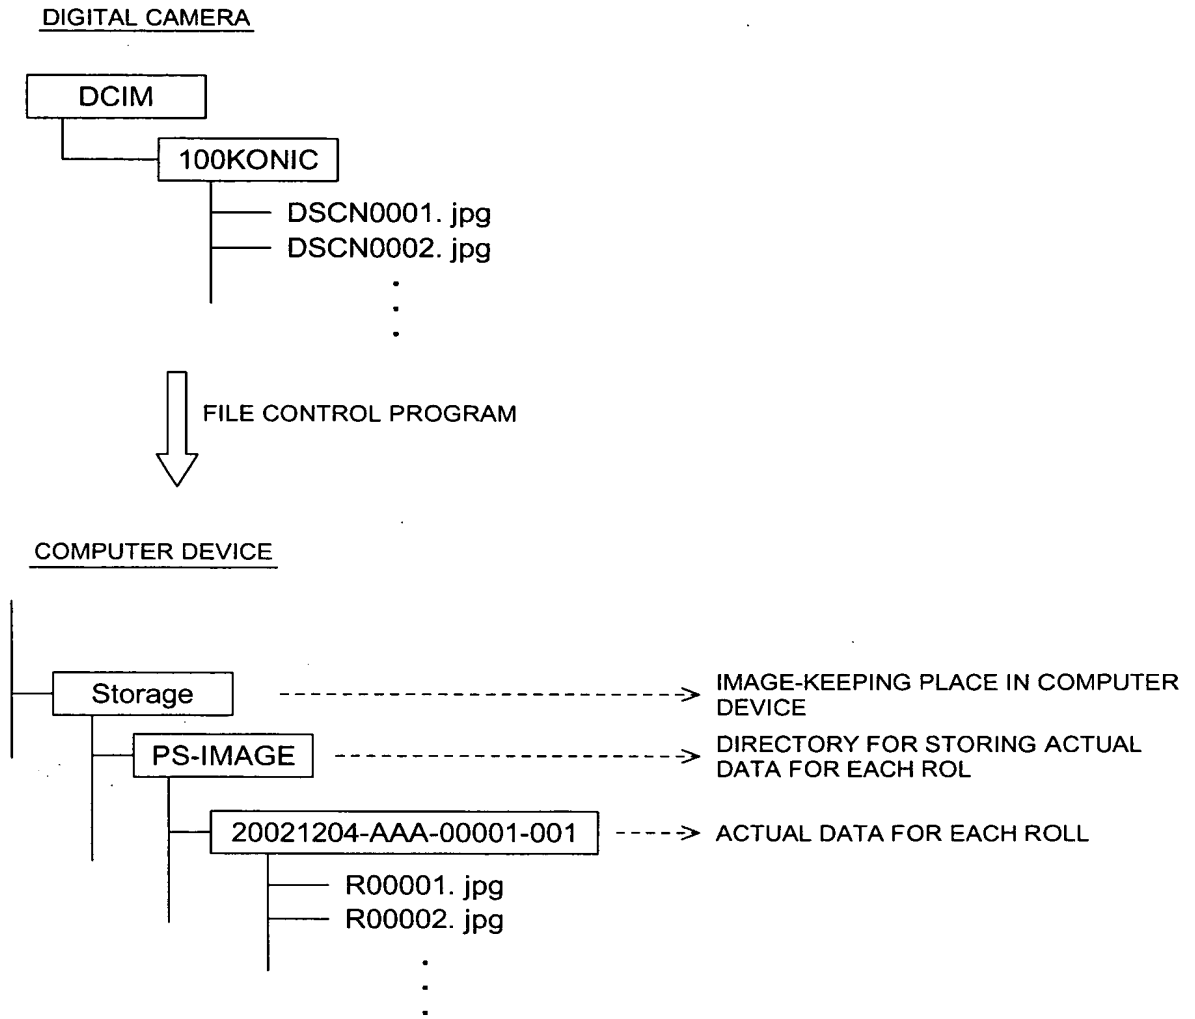 DIGITAL CAMERA
DCIM
100KONIC
DSCN0001. jpg
DSCN0002. jpg
FILE CONTROL PROGRAM
COMPUTER DEVICE
Storage
IMAGE-KEEPING PLACE IN COMPUTER
DEVICE
PS-IMAGE
DIRECTORY FOR STORING ACTUAL
DATA FOR EACH ROL
20021204-AAA-00001-001
ACTUAL DATA FOR EACH ROLL
R00001. jpg
R00002. jpg